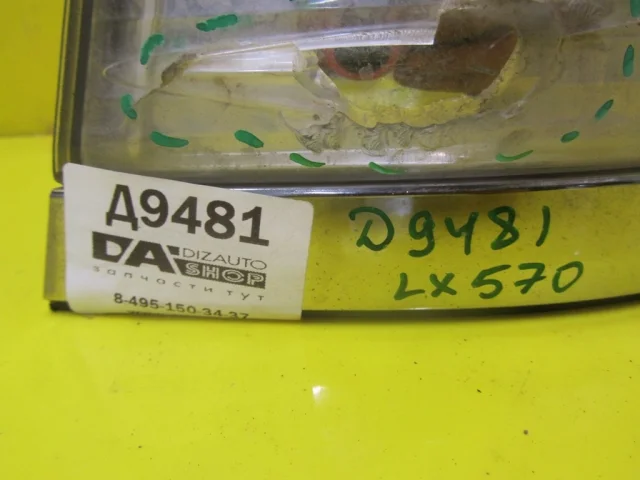 Д9481
DA
DIZAUTO
SHOP
запчасти тут
8-495-150-34-37
D9481
LX570